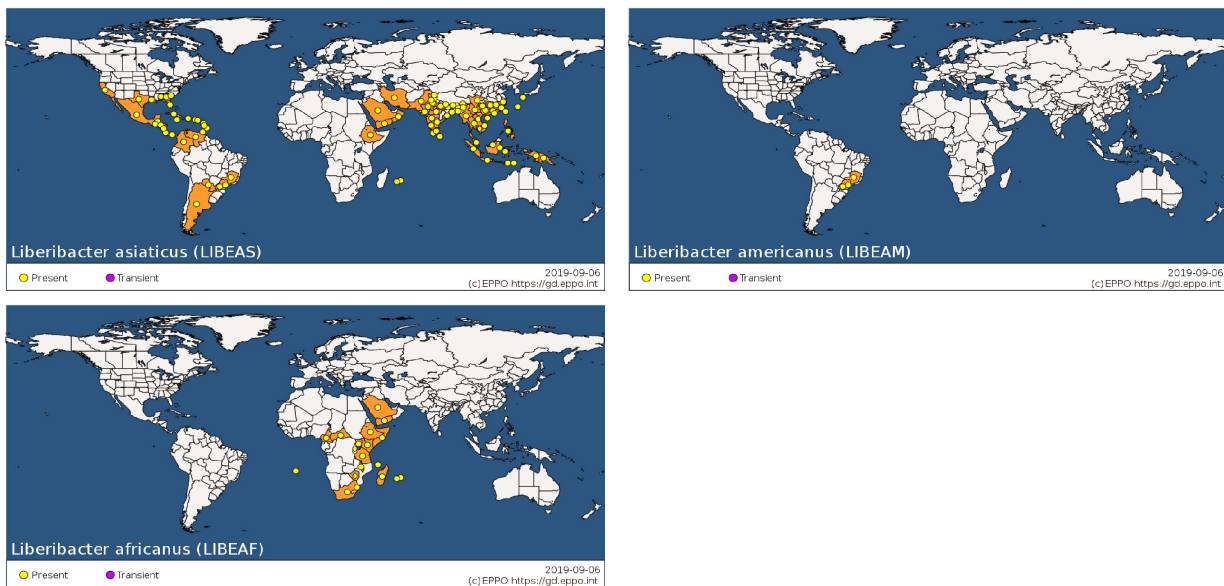 Liberibacter asiaticus (LIBEAS)
Present Transient
2019-09-06
(c)EPPO https://gd.eppo.int
Liberibacter americanus (LIBEAM)
Present Transient
2019-09-06
(c)EPPO https://gd.eppo.int
Liberibacter africanus (LIBEAF)
Present Transient
2019-09-06
(c)EPPO https://gd.eppo.int